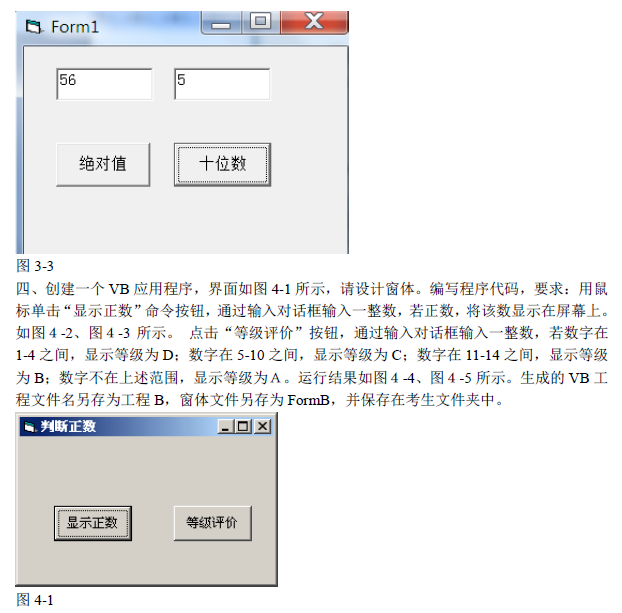 Form1
56
5
绝对值
十位数
图 3-3
四、创建一个 VB 应用程序，界面如图 4-1 所示，请设计窗体。编写程序代码，要求：用鼠
标单击“显示正数”命令按钮，通过输入对话框输入一整数，若正数，将该数显示在屏幕上。
如图 4 -2、图 4 -3 所示。 点击“等级评价”按钮，通过输入对话框输入一整数，若数字在
1-4 之间，显示等级为 D；数字在 5-10 之间，显示等级为 C；数字在 11-14 之间，显示等级
为 B；数字不在上述范围，显示等级为Ａ。运行结果如图 4 -4、图 4 -5 所示。生成的 VB 工
程文件名另存为工程 B，窗体文件另存为 FormB，并保存在考生文件夹中。
判断正数
显示正数
等级评价
图 4-1